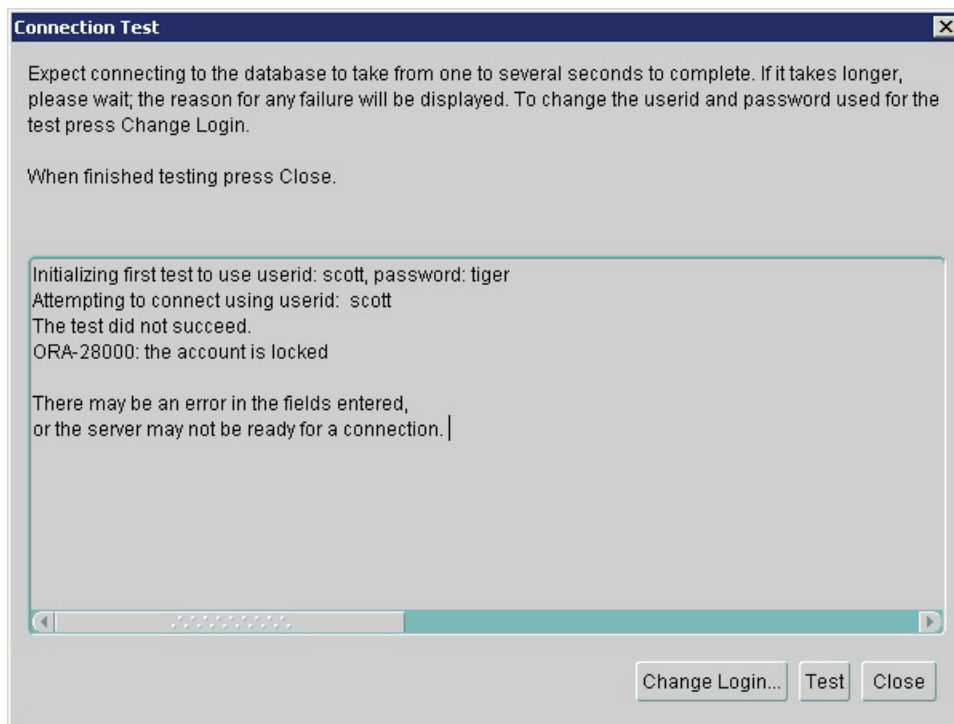 Connection Test
Expect connecting to the database to take from one to several seconds to complete. If it takes longer,
please wait; the reason for any failure will be displayed. To change the userid and password used for the
test press Change Login.
When finished testing press Close.
Initializing first test to use userid: scott, password: tiger
Attempting to connect using userid:  scott
The test did not succeed.
ORA-28000: the account is locked
There may be an error in the fields entered,
or the server may not be ready for a connection.
Change Login... Test Close